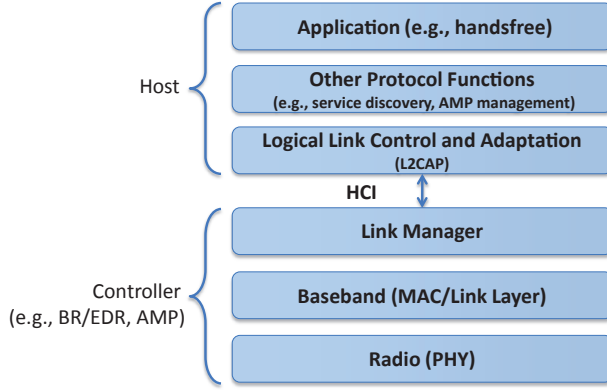 Application (e.g., handsfree)
Host
Other Protocol Functions
(e.g., service discovery, AMP management)
Logical Link Control and Adaptation
(L2CAP)
HCI
Link Manager
Controller
(e.g., BR/EDR, AMP)
Baseband (MAC/Link Layer)
Radio (PHY)